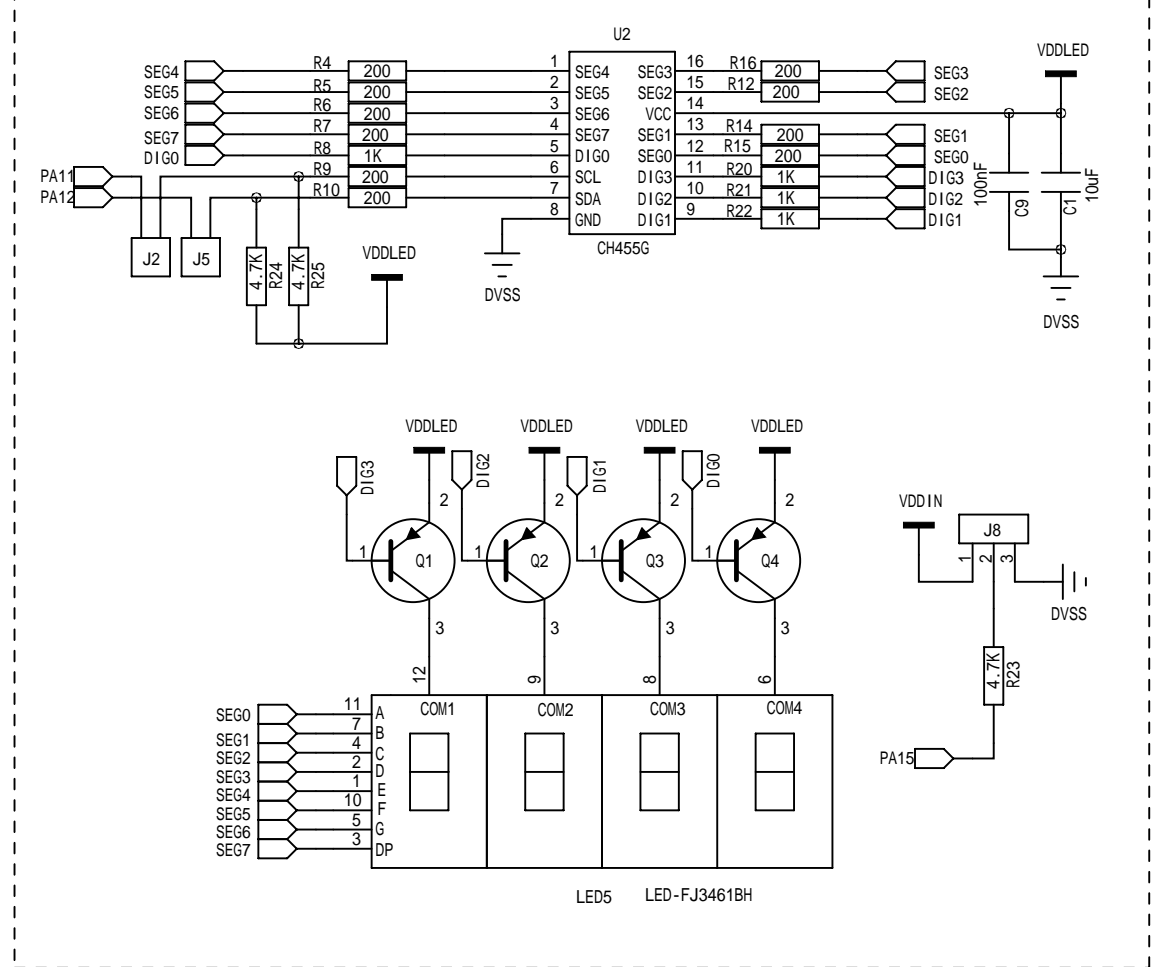 U2
VDDLED
SEG4 R4 200 1 SEG4 SEG3 16 R16 200 SEG3
SEG5 R5 200 2 SEG5 SEG2 15 R12 200 SEG2
SEG6 R6 200 3 SEG6 VCC 14
SEG7 R7 200 4 SEG7 SEG1 13 R14 200 SEG1
DIG0 R8 1K 5 DIG0 SEG0 12 R15 200 SEG0
PA11 R9 200 6 SCL DIG3 11 R20 1K DIG3
PA12 R10 200 7 SDA DIG2 10 R21 1K DIG2
8 GND DIG1 9 R22 1K DIG1
100nF C9 C1 10uF
J2 J5
CH455G
4.7K R24 4.7K R25
VDDLED
DVSS
DVSS
VDDLED VDDLED VDDLED VDDLED
DIG3 DIG2 DIG1 DIG0
2 2 2 2
1 Q1 1 Q2 1 Q3 1 Q4
3 3 3 3
12 9 8 6
VDDIN
J8
1 2 3
DVSS
4.7K R23
PA15
COM1 COM2 COM3 COM4
SEG0 11 A
SEG1 7 B
SEG2 4 C
SEG3 2 D
SEG4 1 E
SEG5 10 F
SEG6 5 G
SEG7 3 DP
LED5 LED-FJ3461BH